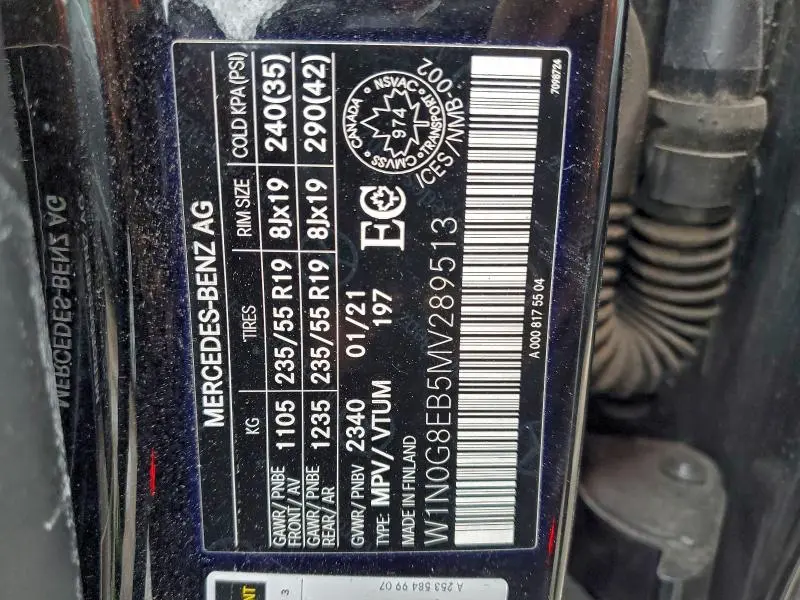 MERCEDES-BENZ AG
KG TIRES RIM SIZE COLD KPA(PSI)
GAWR/PNBE FRONT/AV 1105 235/55 R19 8Jx19 240(35)
GAWR/PNBE REAR/AR 1235 235/55 R19 8Jx19 290(42)
GVWR/PNBV 2340 01/21
TYPE: MPV/VTUM 197
MADE IN FINLAND
EC
CANADA NSVAC TRANSPORT CMVSS
974
ICES/NMB-002
W1N0G8EB5MV289513
A 000 817 55 04
7098724
A 253 584 99 07
3
MERCEDES-BENZ AG